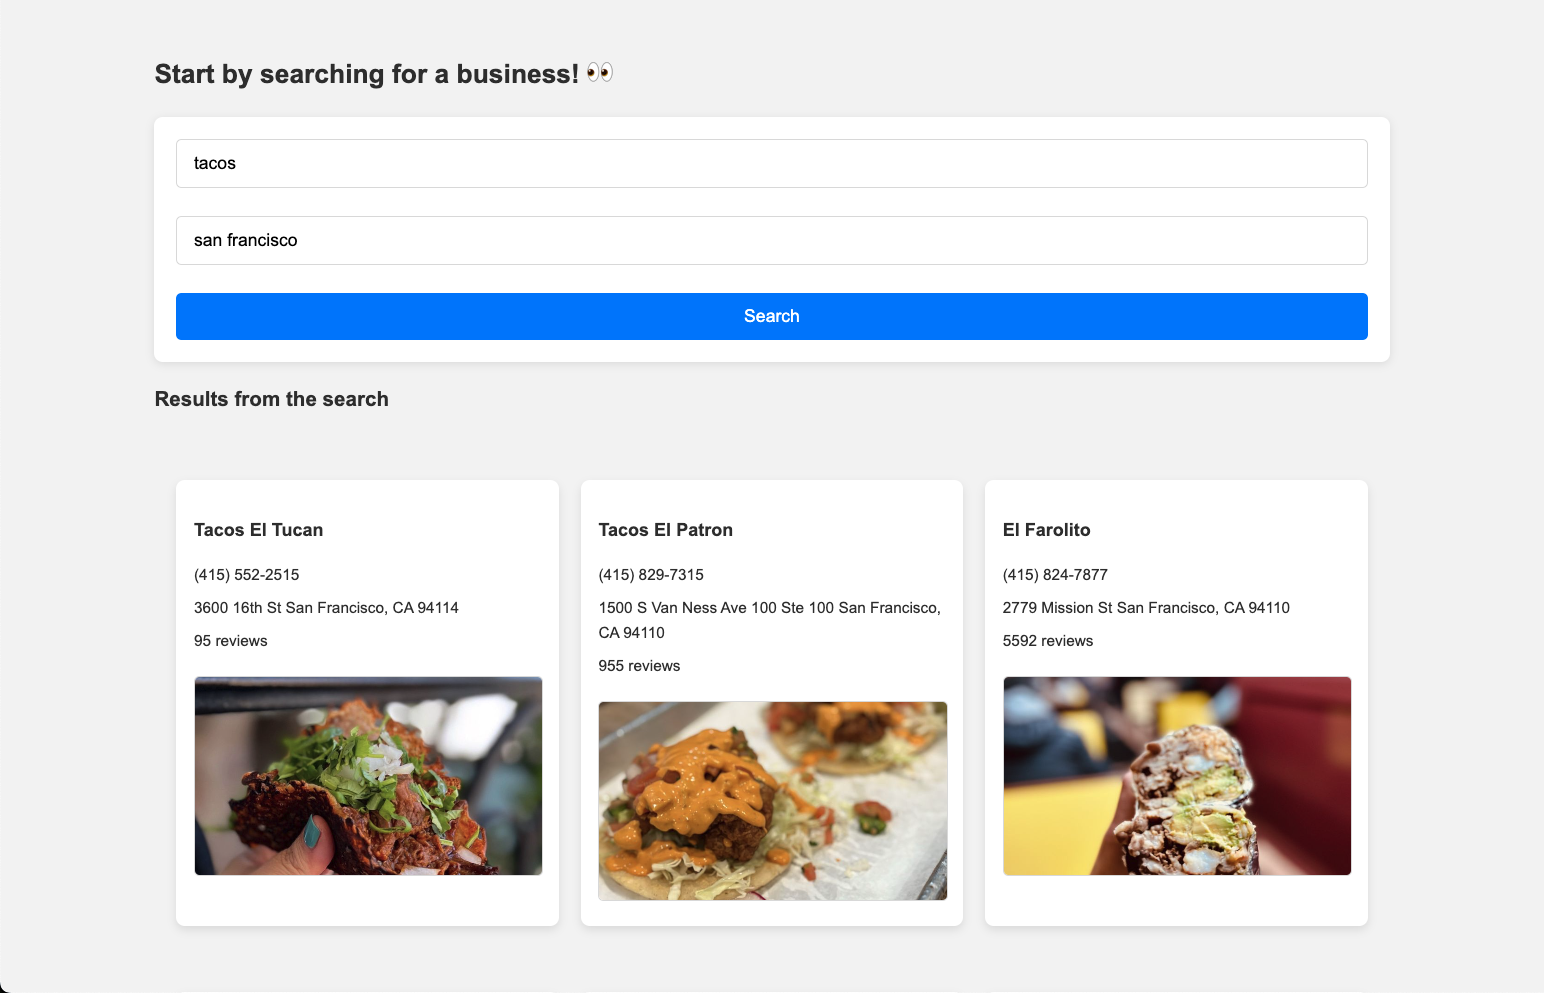 Start by searching for a business! 👀
tacos
san francisco
Search
Results from the search
Tacos El Tucan
(415) 552-2515
3600 16th St San Francisco, CA 94114
95 reviews
Tacos El Patron
(415) 829-7315
1500 S Van Ness Ave 100 Ste 100 San Francisco,
CA 94110
955 reviews
El Farolito
(415) 824-7877
2779 Mission St San Francisco, CA 94110
5592 reviews